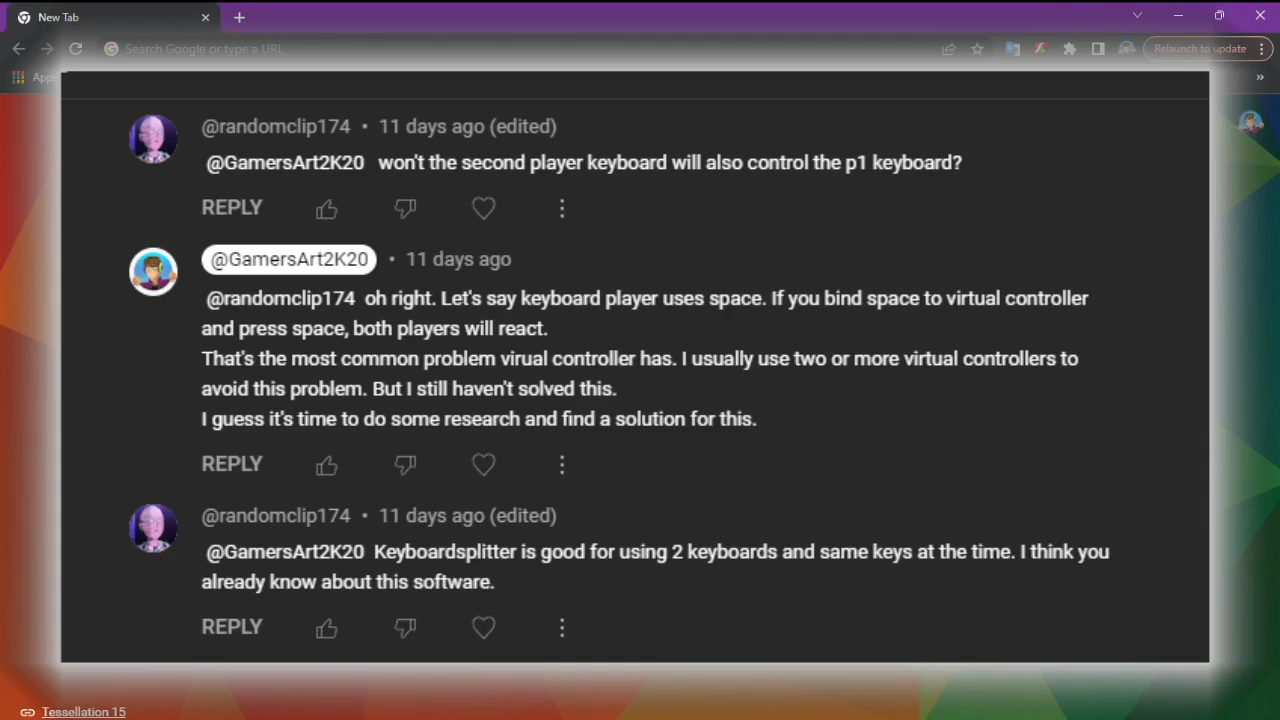 New Tab
Search Google or type a URL
Relaunch to update
App
@randomclip174 • 11 days ago (edited)
@GamersArt2K20 won't the second player keyboard will also control the p1 keyboard?
REPLY
@GamersArt2K20 • 11 days ago
@randomclip174 oh right. Let's say keyboard player uses space. If you bind space to virtual controller
and press space, both players will react.
That's the most common problem virual controller has. I usually use two or more virtual controllers to
avoid this problem. But I still haven't solved this.
I guess it's time to do some research and find a solution for this.
REPLY
@randomclip174 • 11 days ago (edited)
@GamersArt2K20 Keyboardsplitter is good for using 2 keyboards and same keys at the time. I think you
already know about this software.
REPLY
Tessellation 15